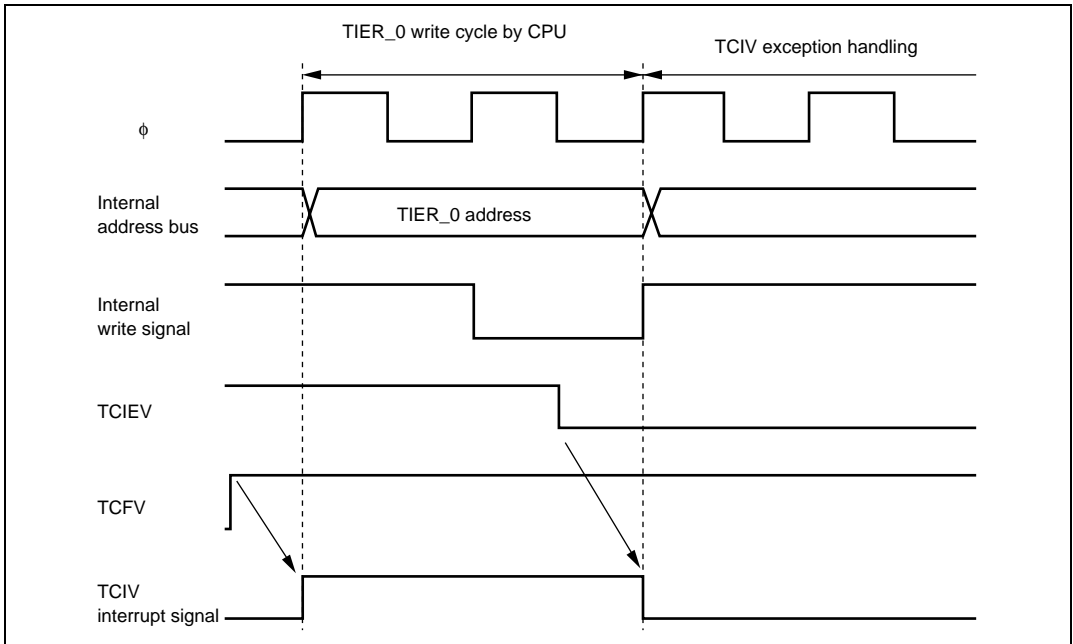 TIER_0 write cycle by CPU
TCIV exception handling
ϕ
Internal
address bus
TIER_0 address
Internal
write signal
TCIEV
TCFV
TCIV
interrupt signal